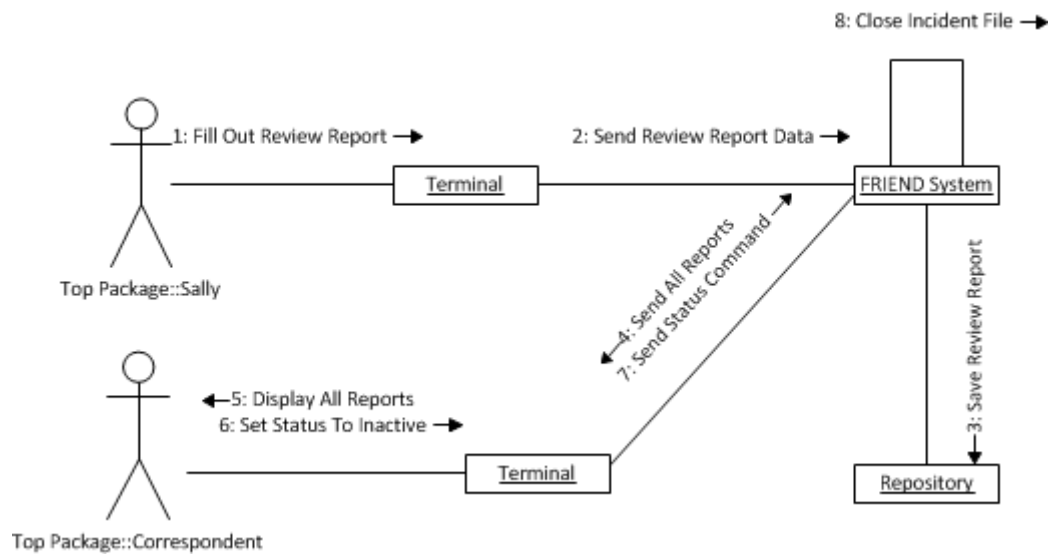 8: Close Incident File
1: Fill Out Review Report
2: Send Review Report Data
Terminal
FRIEND System
Top Package::Sally
4: Send All Reports
7: Send Status Command
3: Save Review Report
5: Display All Reports
6: Set Status To Inactive
Terminal
Repository
Top Package::Correspondent